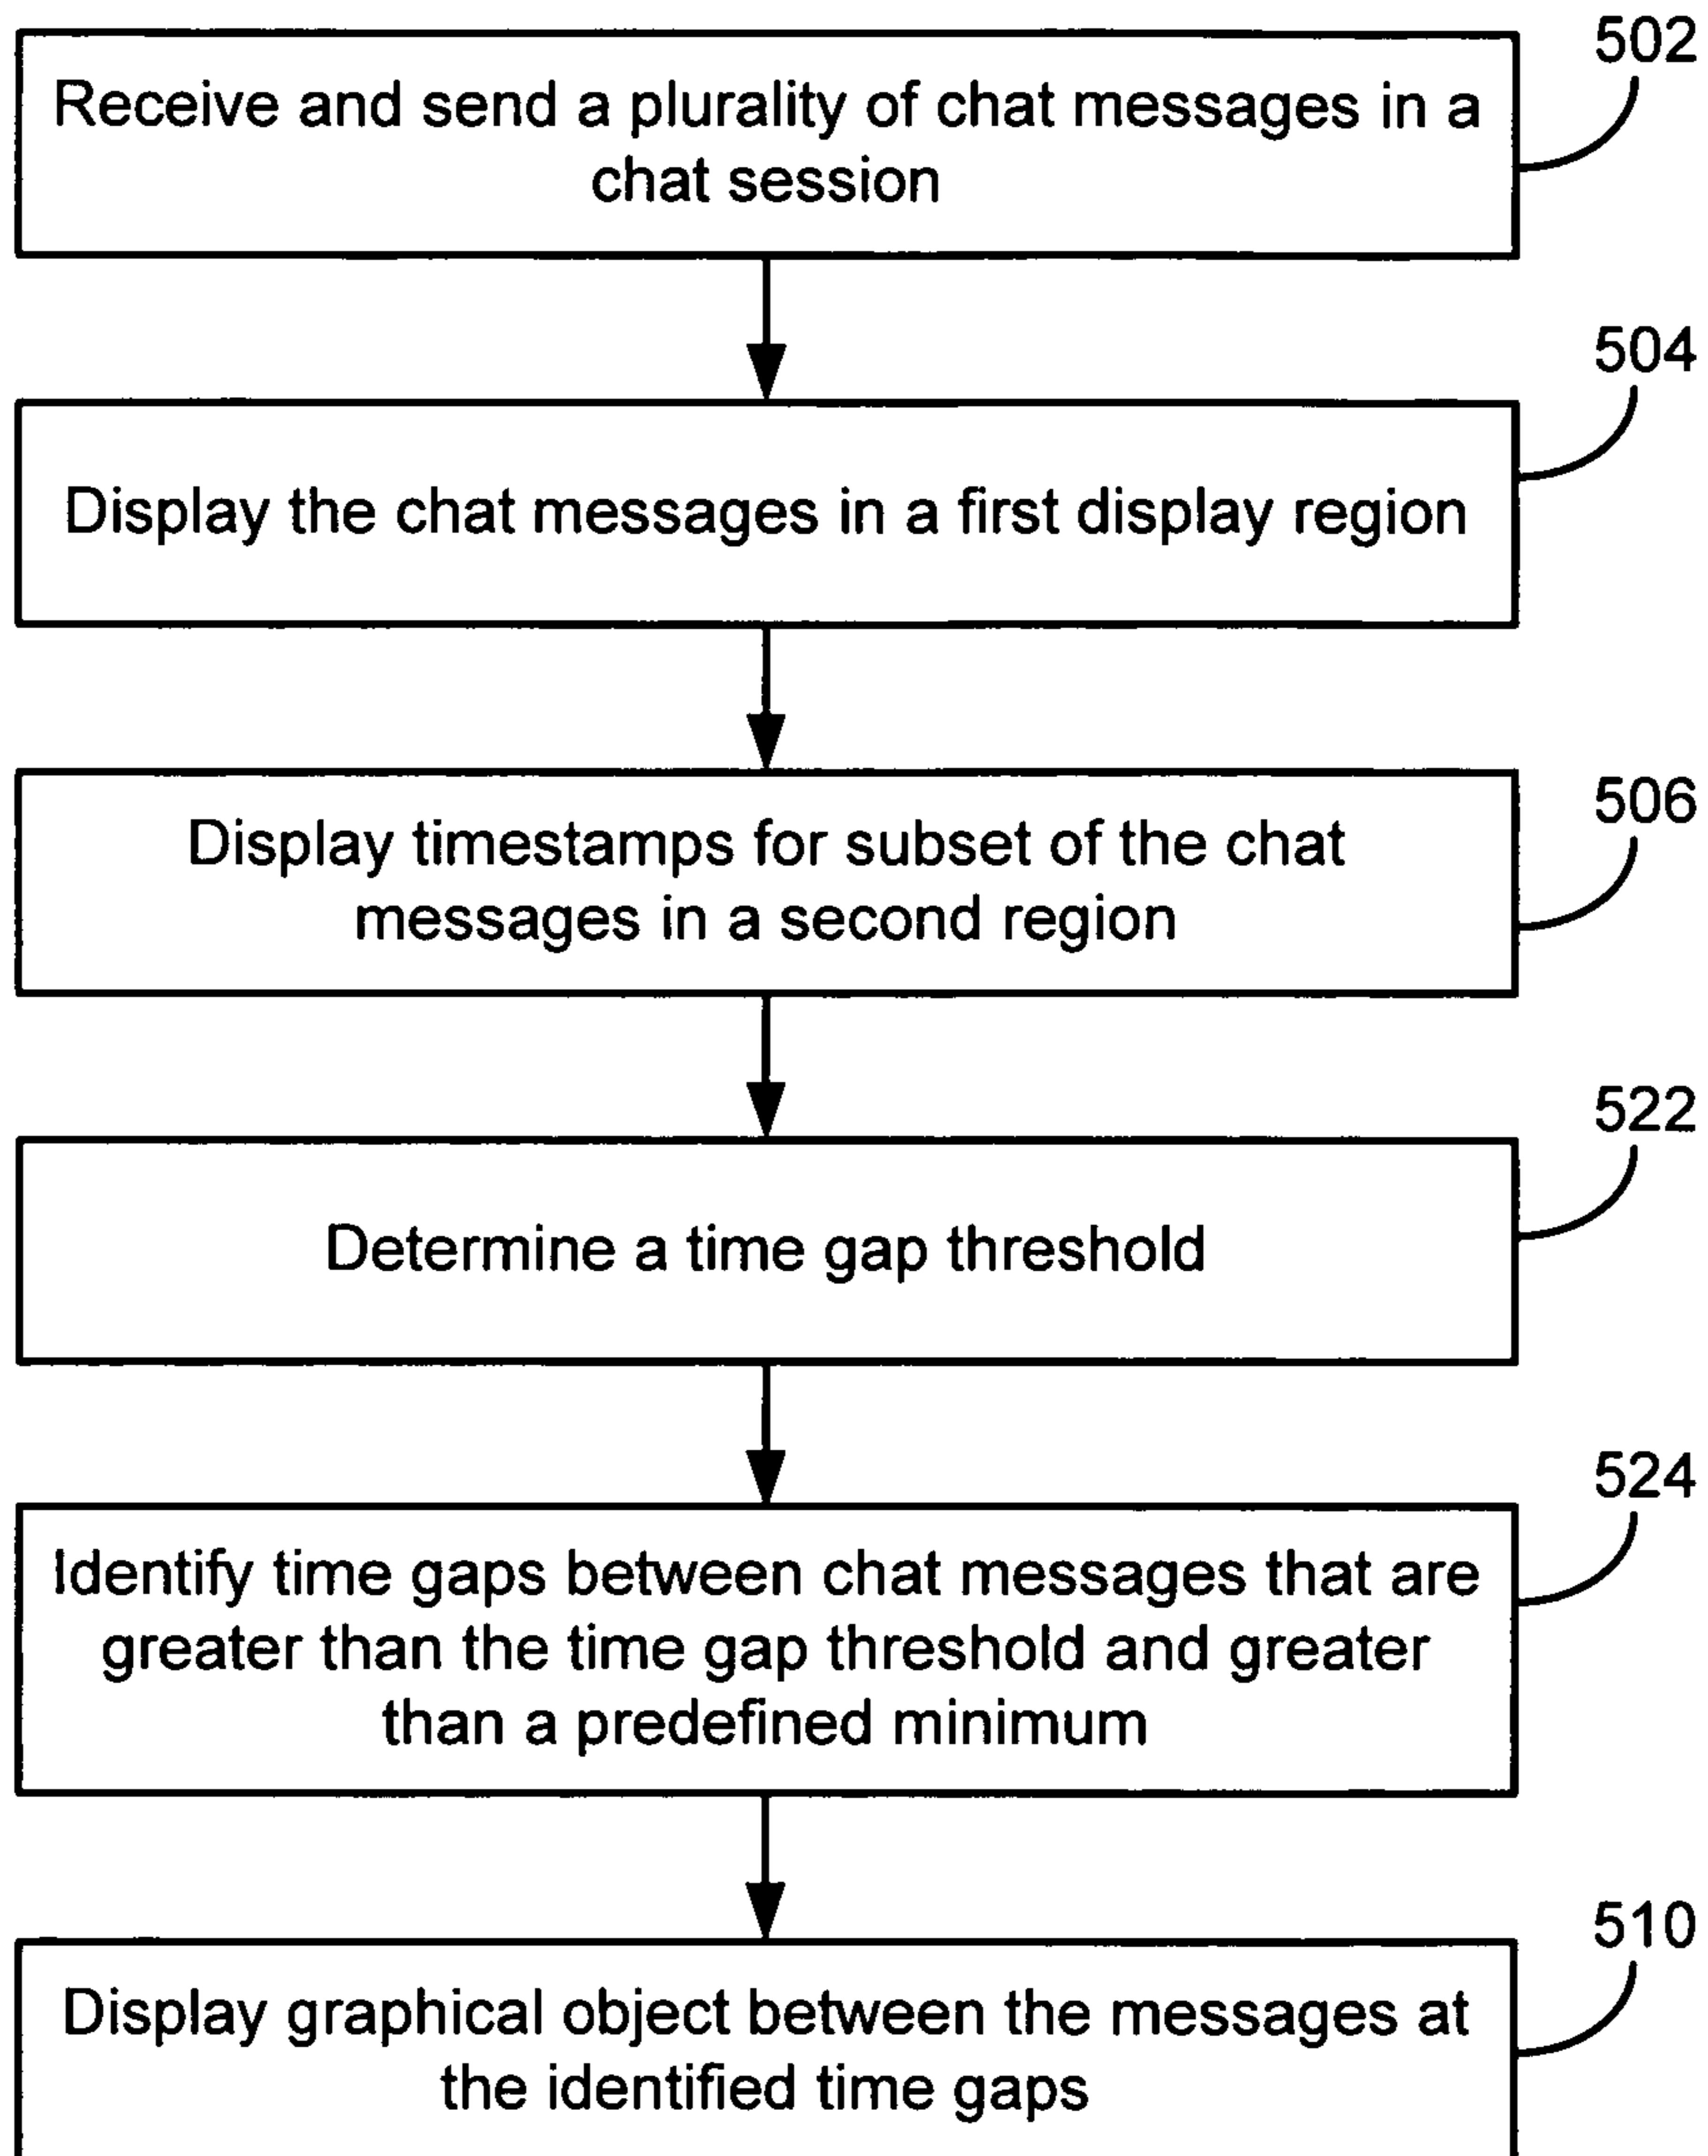 502
Receive and send a plurality of chat messages in a
chat session
504
Display the chat messages in a first display region
506
Display timestamps for subset of the chat
messages in a second region
522
Determine a time gap threshold
524
Identify time gaps between chat messages that are
greater than the time gap threshold and greater
than a predefined minimum
510
Display graphical object between the messages at
the identified time gaps